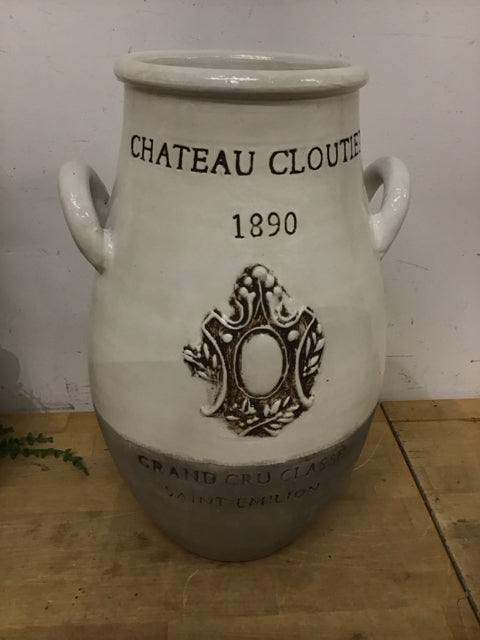 CHATEAU CLOUTIE
1890
GRAND CRU CLASSE
SAINT-EMILION